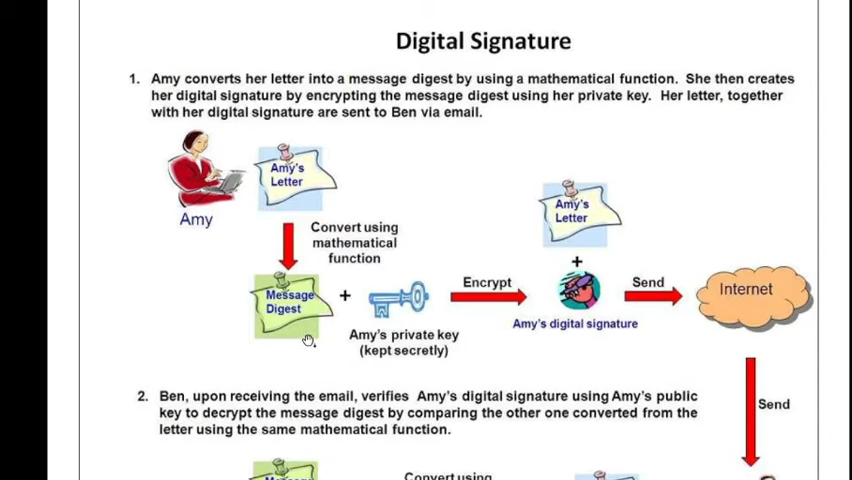 Digital Signature
1. Amy converts her letter into a message digest by using a mathematical function. She then creates
her digital signature by encrypting the message digest using her private key. Her letter, together
with her digital signature are sent to Ben via email.
Amy's
Letter
Amy
Convert using
mathematical
function
Amy's
Letter
+
Message
Digest
+
Encrypt
Send
Internet
Amy's private key
(kept secretly)
Amy's digital signature
2. Ben, upon receiving the email, verifies Amy's digital signature using Amy's public
key to decrypt the message digest by comparing the other one converted from the
letter using the same mathematical function.
Send
Convert using